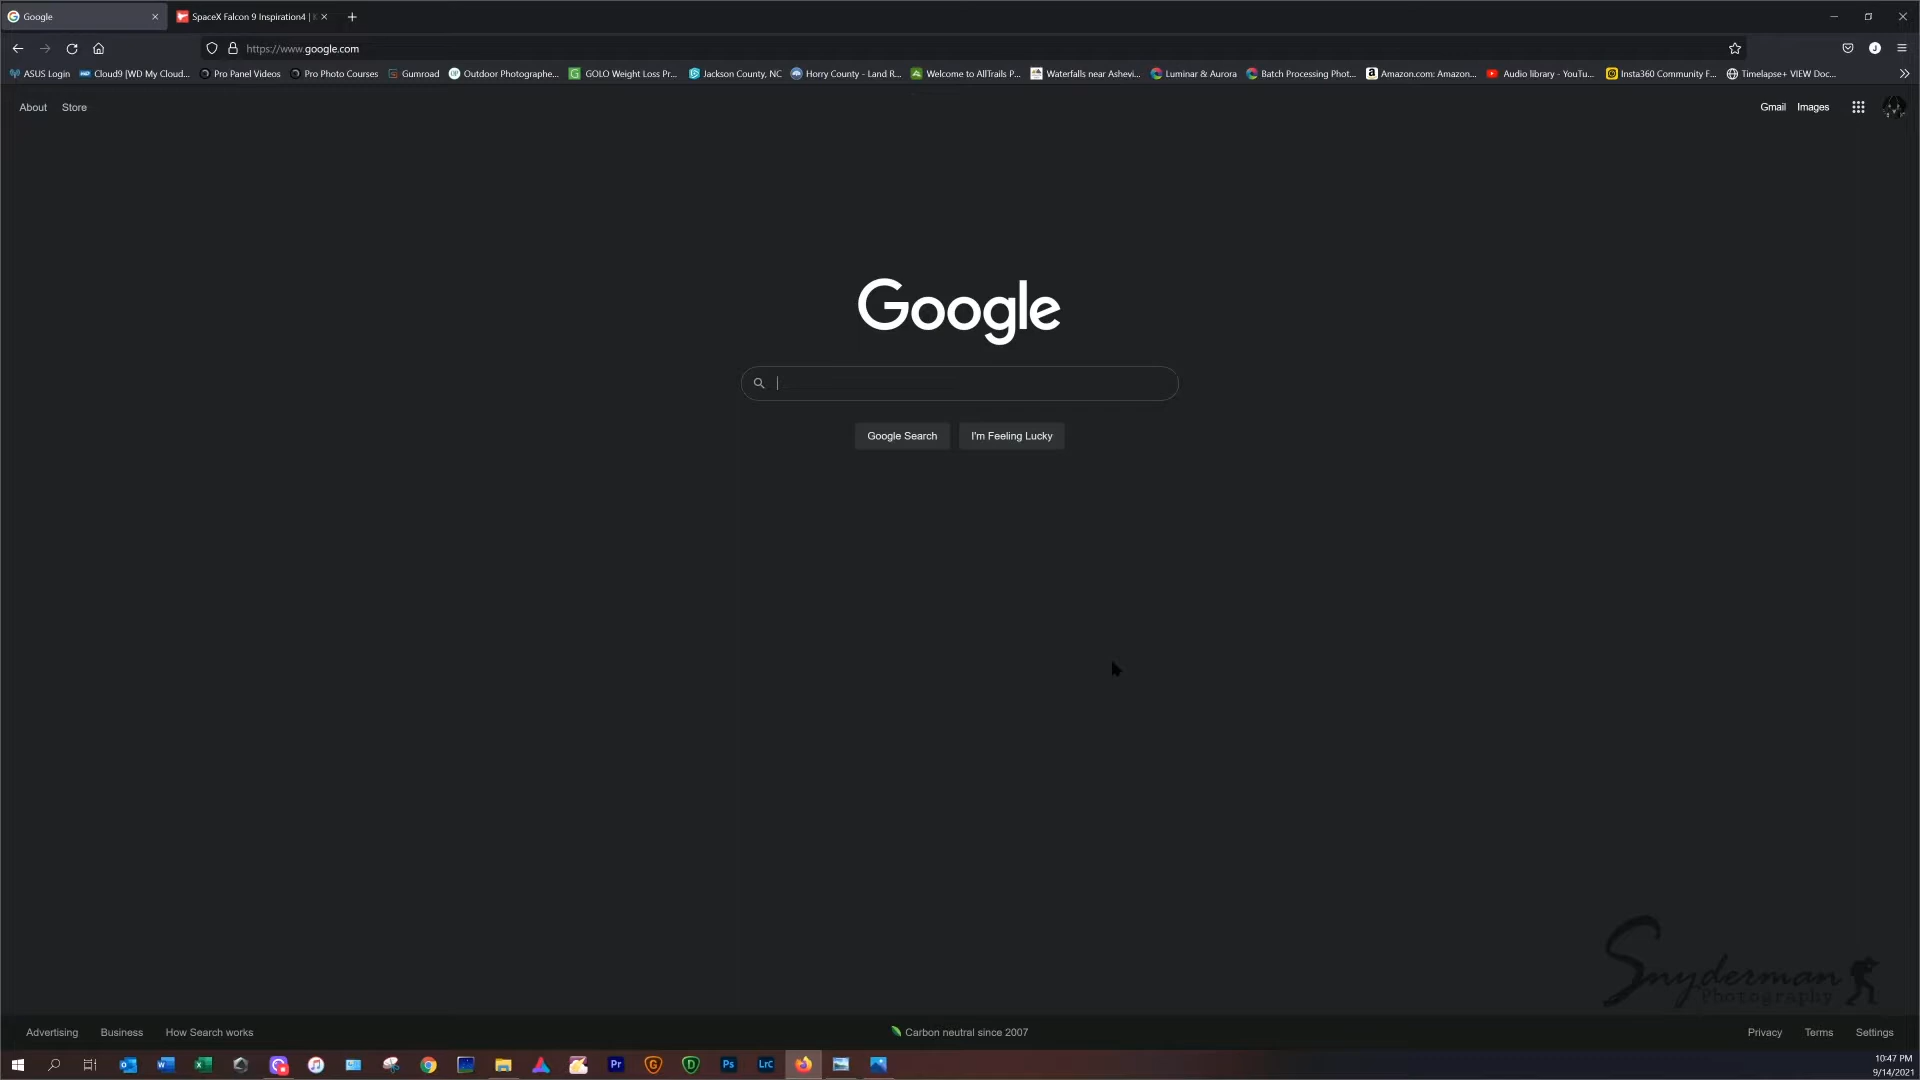 Google
SpaceX Falcon 9 Inspiration4 |
https://www.google.com
ASUS Login
Cloud9 [WD My Cloud...
Pro Panel Videos
Pro Photo Courses
Gumroad
Outdoor Photographe...
GOLO Weight Loss Pr...
Jackson County, NC
Horry County - Land R...
Welcome to AllTrails P...
Waterfalls near Ashevi...
Luminar & Aurora
Batch Processing Phot...
Amazon.com: Amazon...
Audio library - YouTu...
Insta360 Community F...
Timelapse+ VIEW Doc...
About
Store
Gmail
Images
Google
Google Search
I'm Feeling Lucky
Snyderman
Photography
Advertising
Business
How Search works
Carbon neutral since 2007
Privacy
Terms
Settings
Pr
Ps
LrC
10:47 PM
9/14/2021